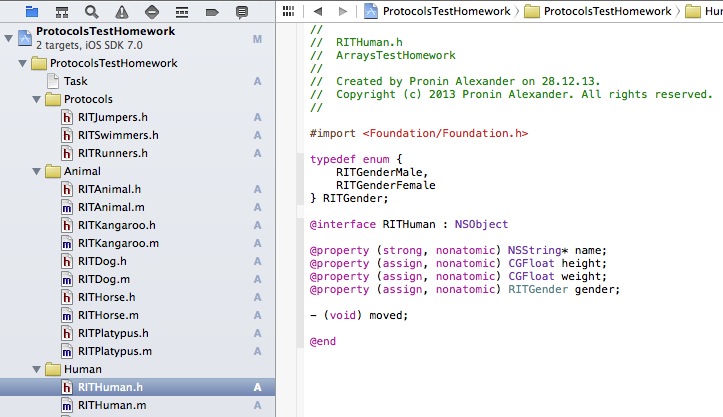 ProtocolsTestHomework
2 targets, iOS SDK 7.0
M
ProtocolsTestHomework
Task
A
Protocols
RITJumpers.h
A
RITSwimmers.h
A
RITRunners.h
A
Animal
RITAnimal.h
A
RITAnimal.m
A
RITKangaroo.h
A
RITKangaroo.m
A
RITDog.h
A
RITDog.m
A
RITHorse.h
A
RITHorse.m
A
RITPlatypus.h
A
RITPlatypus.m
A
Human
RITHuman.h
A
RITHuman.m
A
ProtocolsTestHomework
ProtocolsTestHomework
Hum
//
// RITHuman.h
// ArraysTestHomework
//
// Created by Pronin Alexander on 28.12.13.
// Copyright (c) 2013 Pronin Alexander. All rights reserved.
//
#import <Foundation/Foundation.h>
typedef enum {
RITGenderMale,
RITGenderFemale
} RITGender;
@interface RITHuman : NSObject
@property (strong, nonatomic) NSString* name;
@property (assign, nonatomic) CGFloat height;
@property (assign, nonatomic) CGFloat weight;
@property (assign, nonatomic) RITGender gender;
- (void) moved;
@end